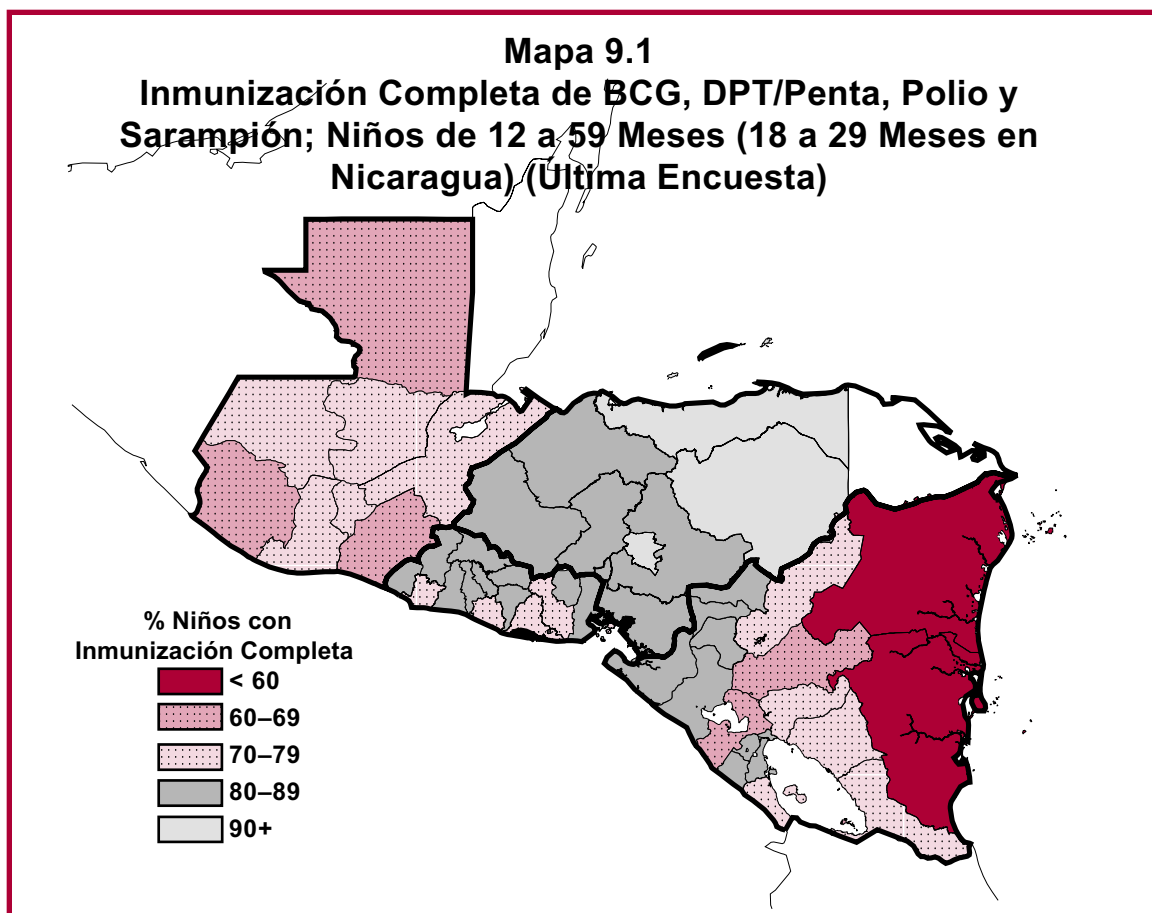 Mapa 9.1
Inmunización Completa de BCG, DPT/Penta, Polio y
Sarampión; Niños de 12 a 59 Meses (18 a 29 Meses en
Nicaragua) (Última Encuesta)
% Niños con
Inmunización Completa
< 60
60–69
70–79
80–89
90+